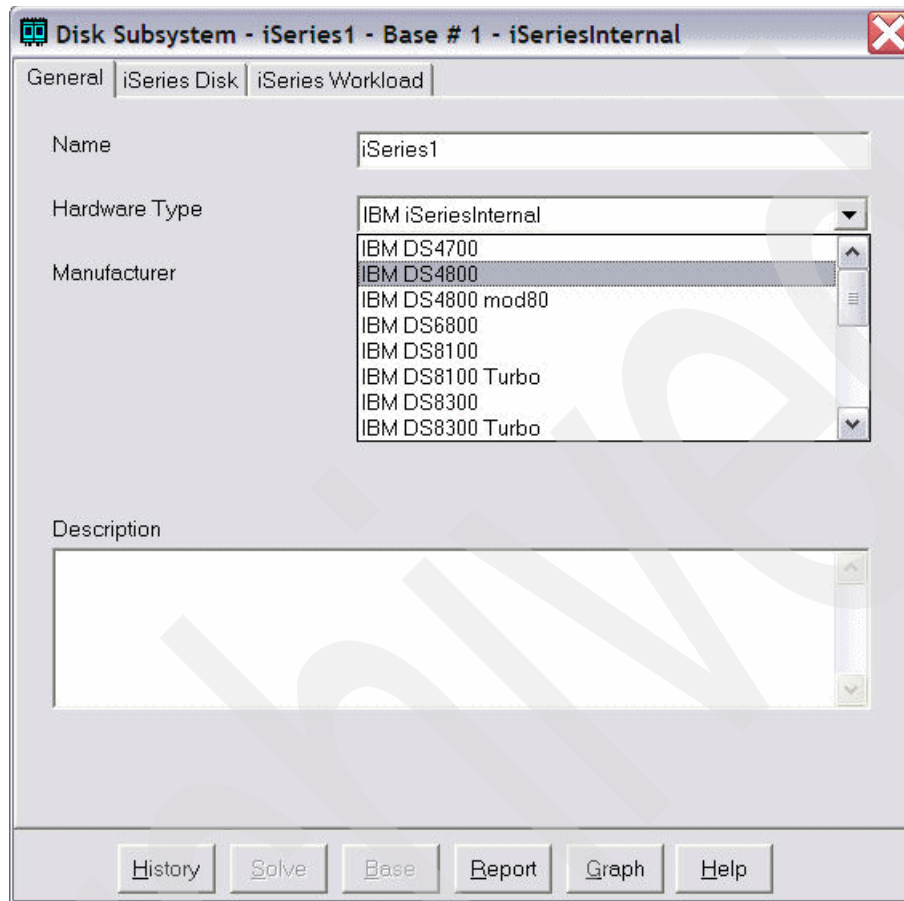 Disk Subsystem - iSeries1 - Base # 1 - iSeriesInternal
General iSeries Disk iSeries Workload
Name iSeries1
Hardware Type IBM iSeriesInternal
IBM DS4700
Manufacturer IBM DS4800
IBM DS4800 mod80
IBM DS6800
IBM DS8100
IBM DS8100 Turbo
IBM DS8300
IBM DS8300 Turbo
Description
History Solve Base Report Graph Help